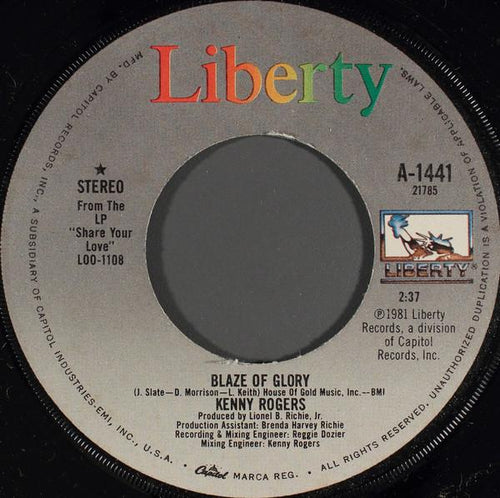 Liberty
STEREO
From The
LP
"Share Your
Love"
LOO-1108
A-1441
21785
LIBERTY
2:37
℗1981 Liberty
Records, a division
of Capitol
Records, Inc.
BLAZE OF GLORY
(J. Slate—D. Morrison—L. Keith) House Of Gold Music, Inc.--BMI
KENNY ROGERS
Produced by Lionel B. Richie, Jr.
Production Assistant: Brenda Harvey Richie
Recording & Mixing Engineer: Reggie Dozier
Mixing Engineer: Kenny Rogers
MFD. BY CAPITOL RECORDS, INC., A SUBSIDIARY OF CAPITOL INDUSTRIES-EMI, INC., U.S.A. • Capitol MARCA REG. • ALL RIGHTS RESERVED. UNAUTHORIZED DUPLICATION IS A VIOLATION OF APPLICABLE LAWS.